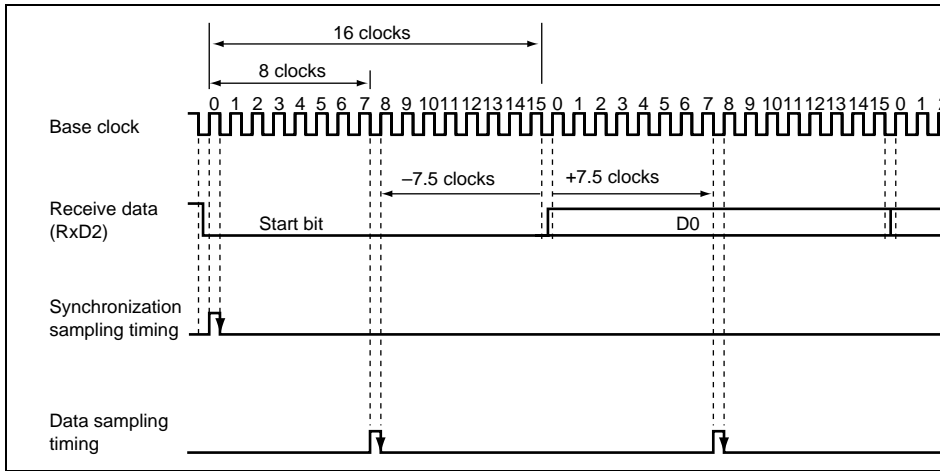 16 clocks
8 clocks
0 1 2 3 4 5 6 7 8 9 10 11 12 13 14 15 0 1 2 3 4 5 6 7 8 9 10 11 12 13 14 15 0 1
Base clock
–7.5 clocks
+7.5 clocks
Receive data
(RxD2)
Start bit
D0
Synchronization
sampling timing
Data sampling
timing